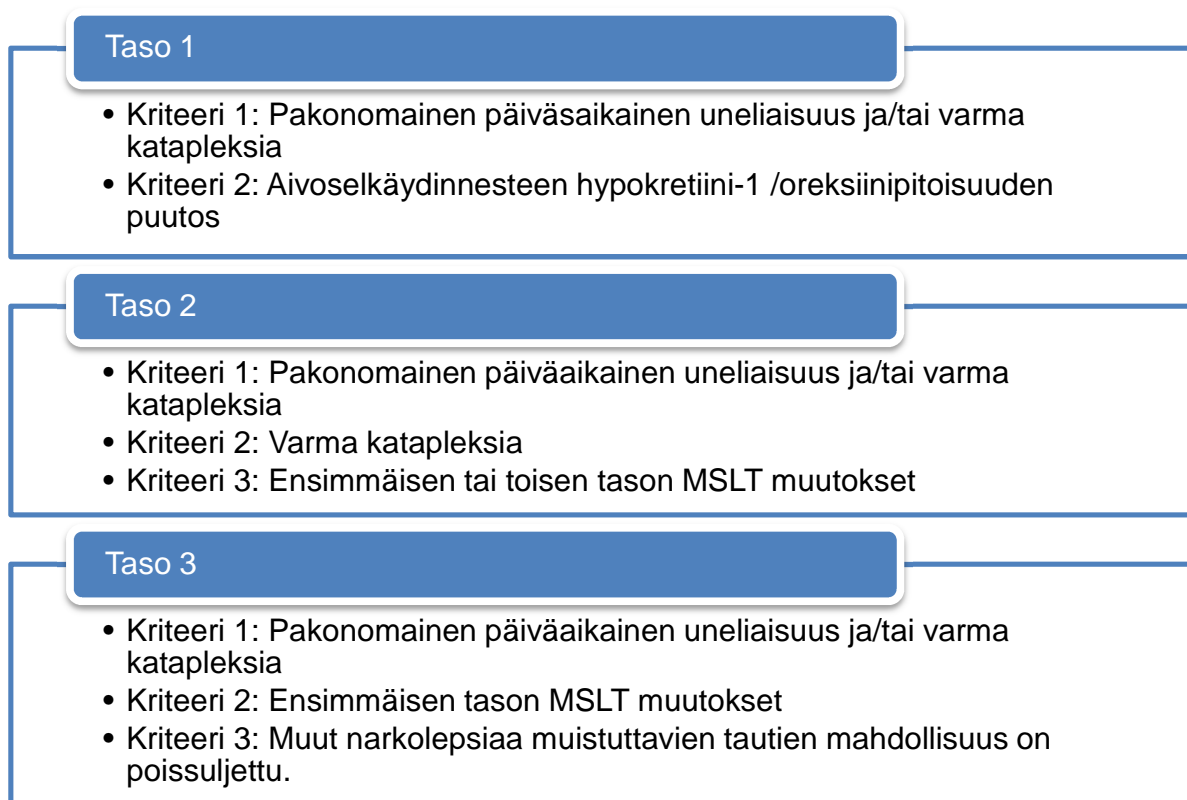 Taso 1
• Kriteeri 1: Pakonomainen päiväsaikainen uneliaisuus ja/tai varma
katapleksia
• Kriteeri 2: Aivoselkäydinnesteen hypokretiini-1 /oreksiinipitoisuuden
puutos
Taso 2
• Kriteeri 1: Pakonomainen päiväaikainen uneliaisuus ja/tai varma
katapleksia
• Kriteeri 2: Varma katapleksia
• Kriteeri 3: Ensimmäisen tai toisen tason MSLT muutokset
Taso 3
• Kriteeri 1: Pakonomainen päiväaikainen uneliaisuus ja/tai varma
katapleksia
• Kriteeri 2: Ensimmäisen tason MSLT muutokset
• Kriteeri 3: Muut narkolepsiaa muistuttavien tautien mahdollisuus on
poissuljettu.